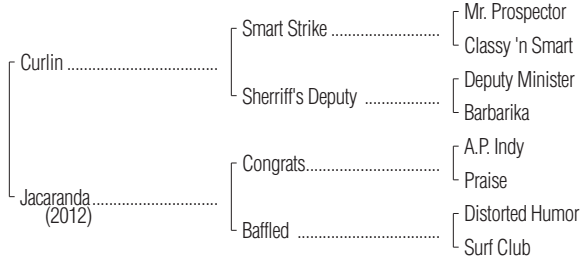 Mr. Prospector
Smart Strike ........................
Classy 'n Smart
Curlin .................................
Deputy Minister
Sherriff's Deputy ................
Barbarika
A.P. Indy
Congrats.............................
Praise
Jacaranda...........................
(2012)
Distorted Humor
Baffled ...............................
Surf Club